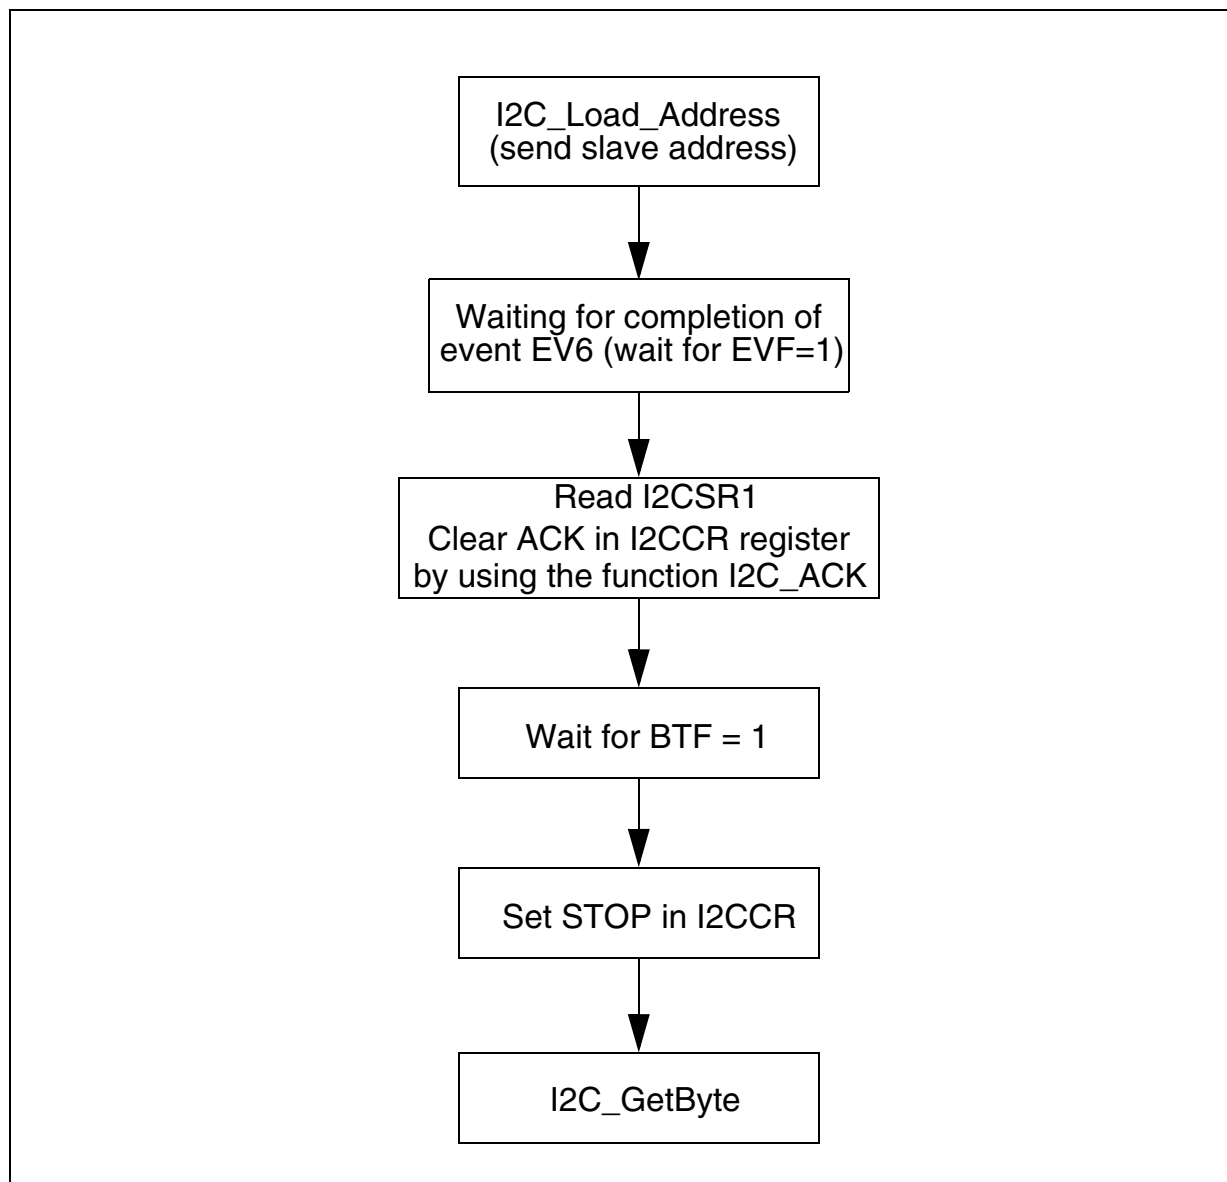 I2C_Load_Address
(send slave address)
Waiting for completion of
event EV6 (wait for EVF=1)
Read I2CSR1
Clear ACK in I2CCR register
by using the function I2C_ACK
Wait for BTF = 1
Set STOP in I2CCR
I2C_GetByte